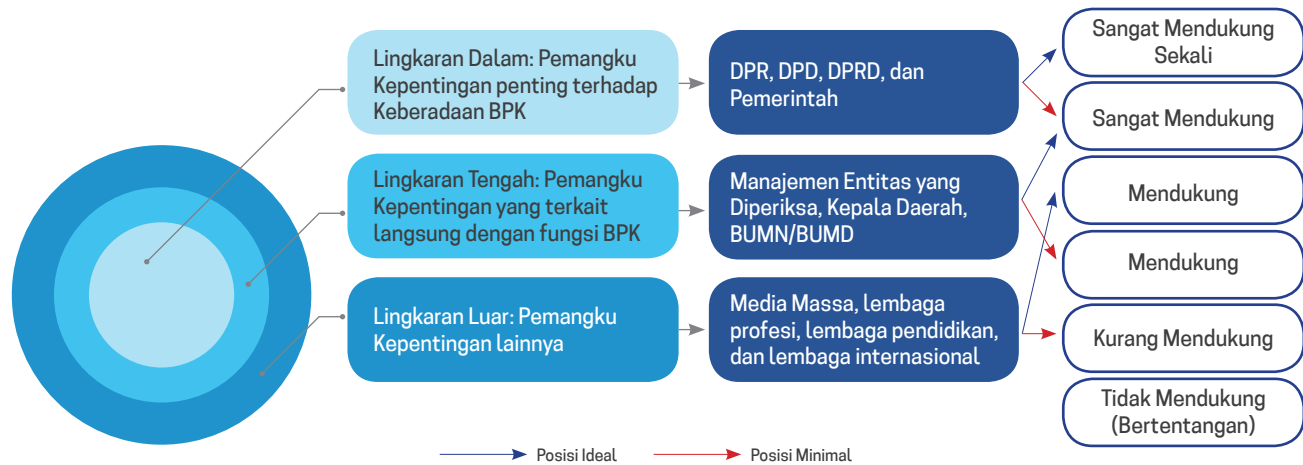 Lingkaran Dalam: Pemangku
Kepentingan penting terhadap
Keberadaan BPK
DPR, DPD, DPRD, dan
Pemerintah
Sangat Mendukung
Sekali
Sangat Mendukung
Lingkaran Tengah: Pemangku
Kepentingan yang terkait
langsung dengan fungsi BPK
Manajemen Entitas yang
Diperiksa, Kepala Daerah,
BUMN/BUMD
Mendukung
Mendukung
Lingkaran Luar: Pemangku
Kepentingan lainnya
Media Massa, lembaga
profesi, lembaga pendidikan,
dan lembaga internasional
Kurang Mendukung
Tidak Mendukung
(Bertentangan)
Posisi Ideal
Posisi Minimal